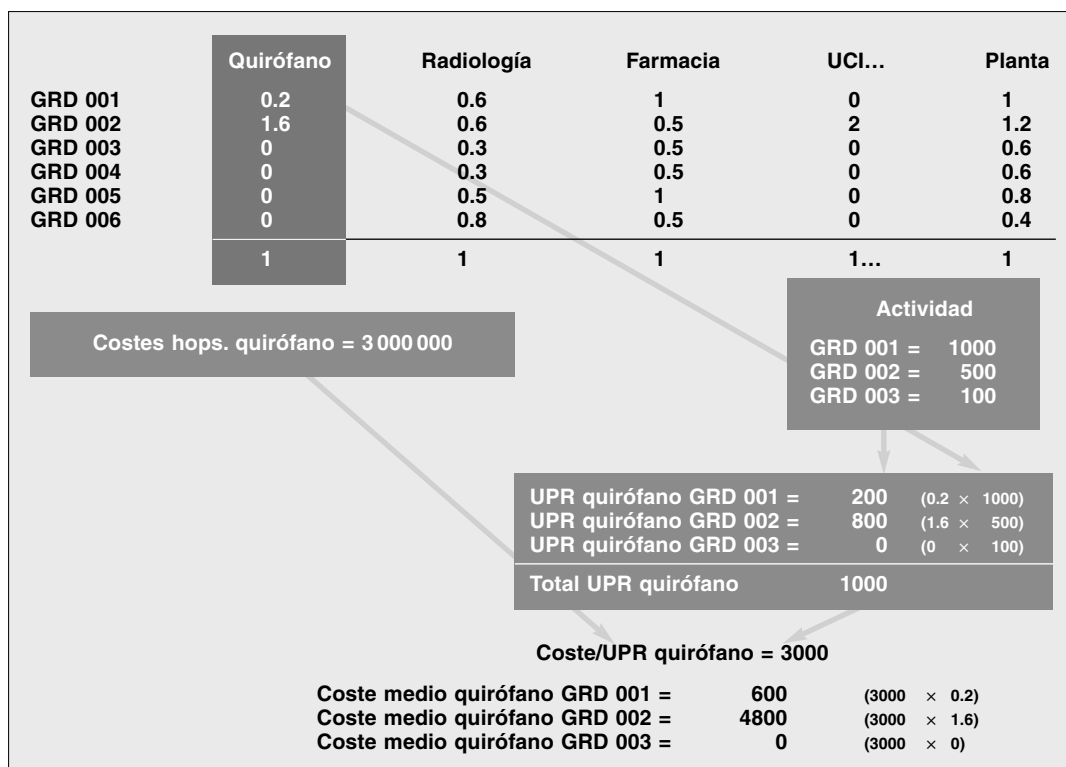 Quirófano Radiología Farmacia UCI… Planta
GRD 001 0.2 0.6 1 0 1
GRD 002 1.6 0.6 0.5 2 1.2
GRD 003 0 0.3 0.5 0 0.6
GRD 004 0 0.3 0.5 0 0.6
GRD 005 0 0.5 1 0 0.8
GRD 006 0 0.8 0.5 0 0.4
1 1 1 1… 1
Costes hops. quirófano = 3 000 000
Actividad
GRD 001 = 1000
GRD 002 = 500
GRD 003 = 100
UPR quirófano GRD 001 = 200 (0.2 × 1000)
UPR quirófano GRD 002 = 800 (1.6 × 500)
UPR quirófano GRD 003 = 0 (0 × 100)
Total UPR quirófano 1000
Coste/UPR quirófano = 3000
Coste medio quirófano GRD 001 = 600 (3000 × 0.2)
Coste medio quirófano GRD 002 = 4800 (3000 × 1.6)
Coste medio quirófano GRD 003 = 0 (3000 × 0)